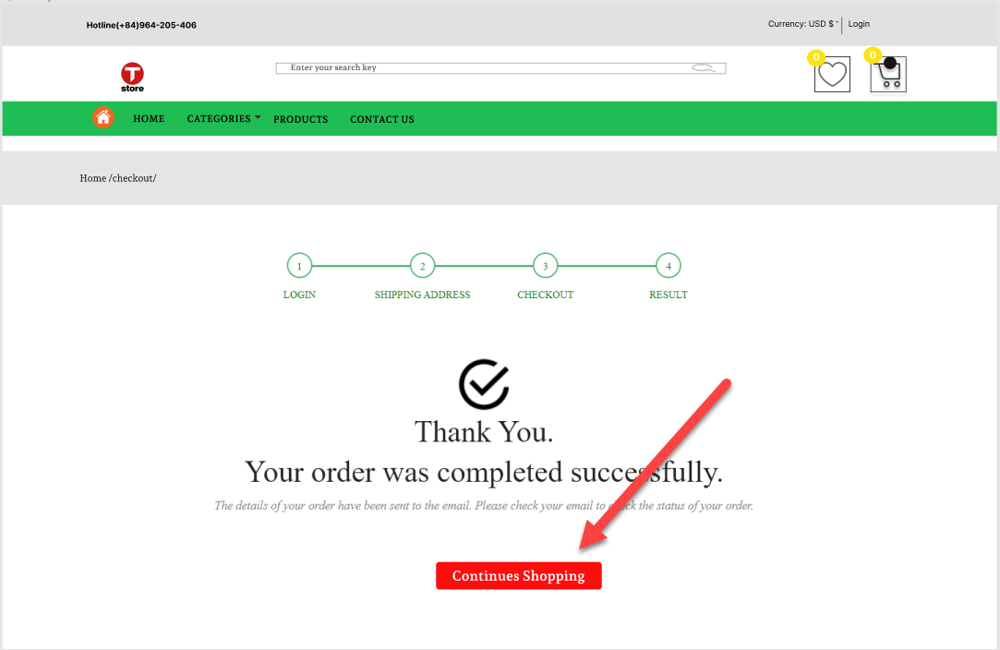 Hotline(+84)964-205-406
Currency: USD $ Login
T
store
Enter your search key
0
0
HOME CATEGORIES PRODUCTS CONTACT US
Home /checkout/
1 2 3 4
LOGIN SHIPPING ADDRESS CHECKOUT RESULT
Thank You.
Your order was completed successfully.
The details of your order have been sent to the email. Please check your email to check the status of your order.
Continues Shopping